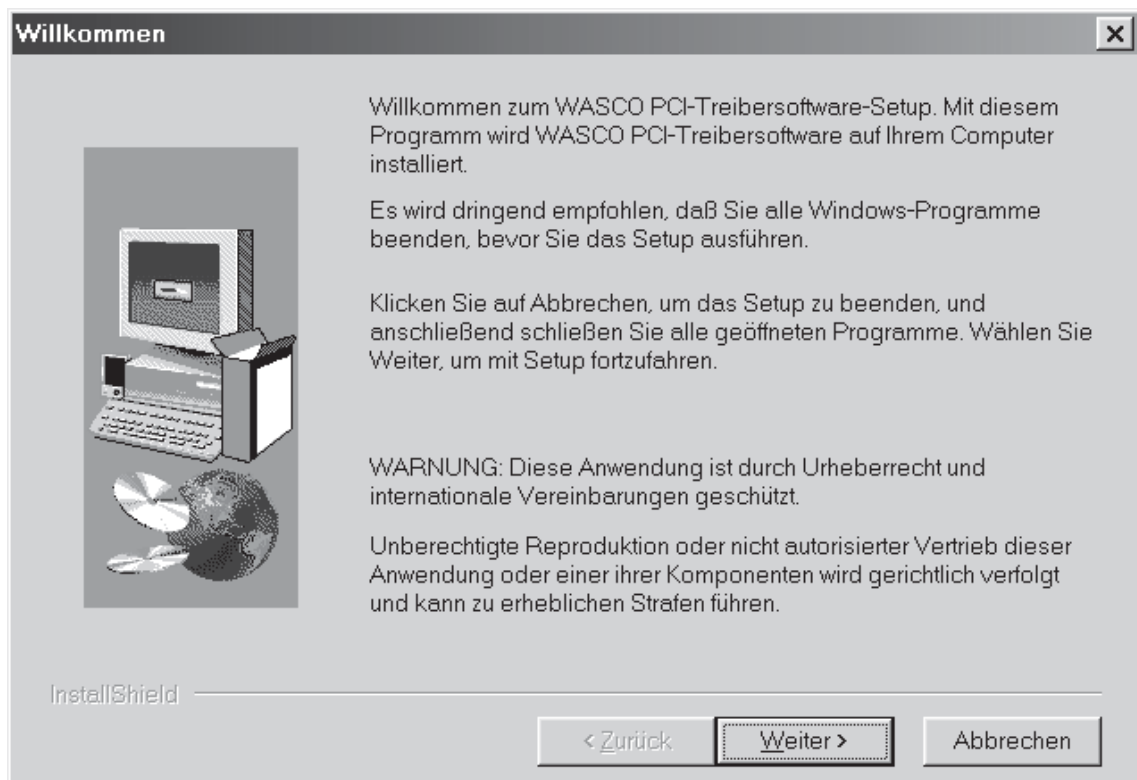 Willkommen
Willkommen zum WASCO PCI-Treibersoftware-Setup. Mit diesem
Programm wird WASCO PCI-Treibersoftware auf Ihrem Computer
installiert.
Es wird dringend empfohlen, daß Sie alle Windows-Programme
beenden, bevor Sie das Setup ausführen.
Klicken Sie auf Abbrechen, um das Setup zu beenden, und
anschließend schließen Sie alle geöffneten Programme. Wählen Sie
Weiter, um mit Setup fortzufahren.
WARNUNG: Diese Anwendung ist durch Urheberrecht und
internationale Vereinbarungen geschützt.
Unberechtigte Reproduktion oder nicht autorisierter Vertrieb dieser
Anwendung oder einer ihrer Komponenten wird gerichtlich verfolgt
und kann zu erheblichen Strafen führen.
InstallShield
< Zurück
Weiter >
Abbrechen